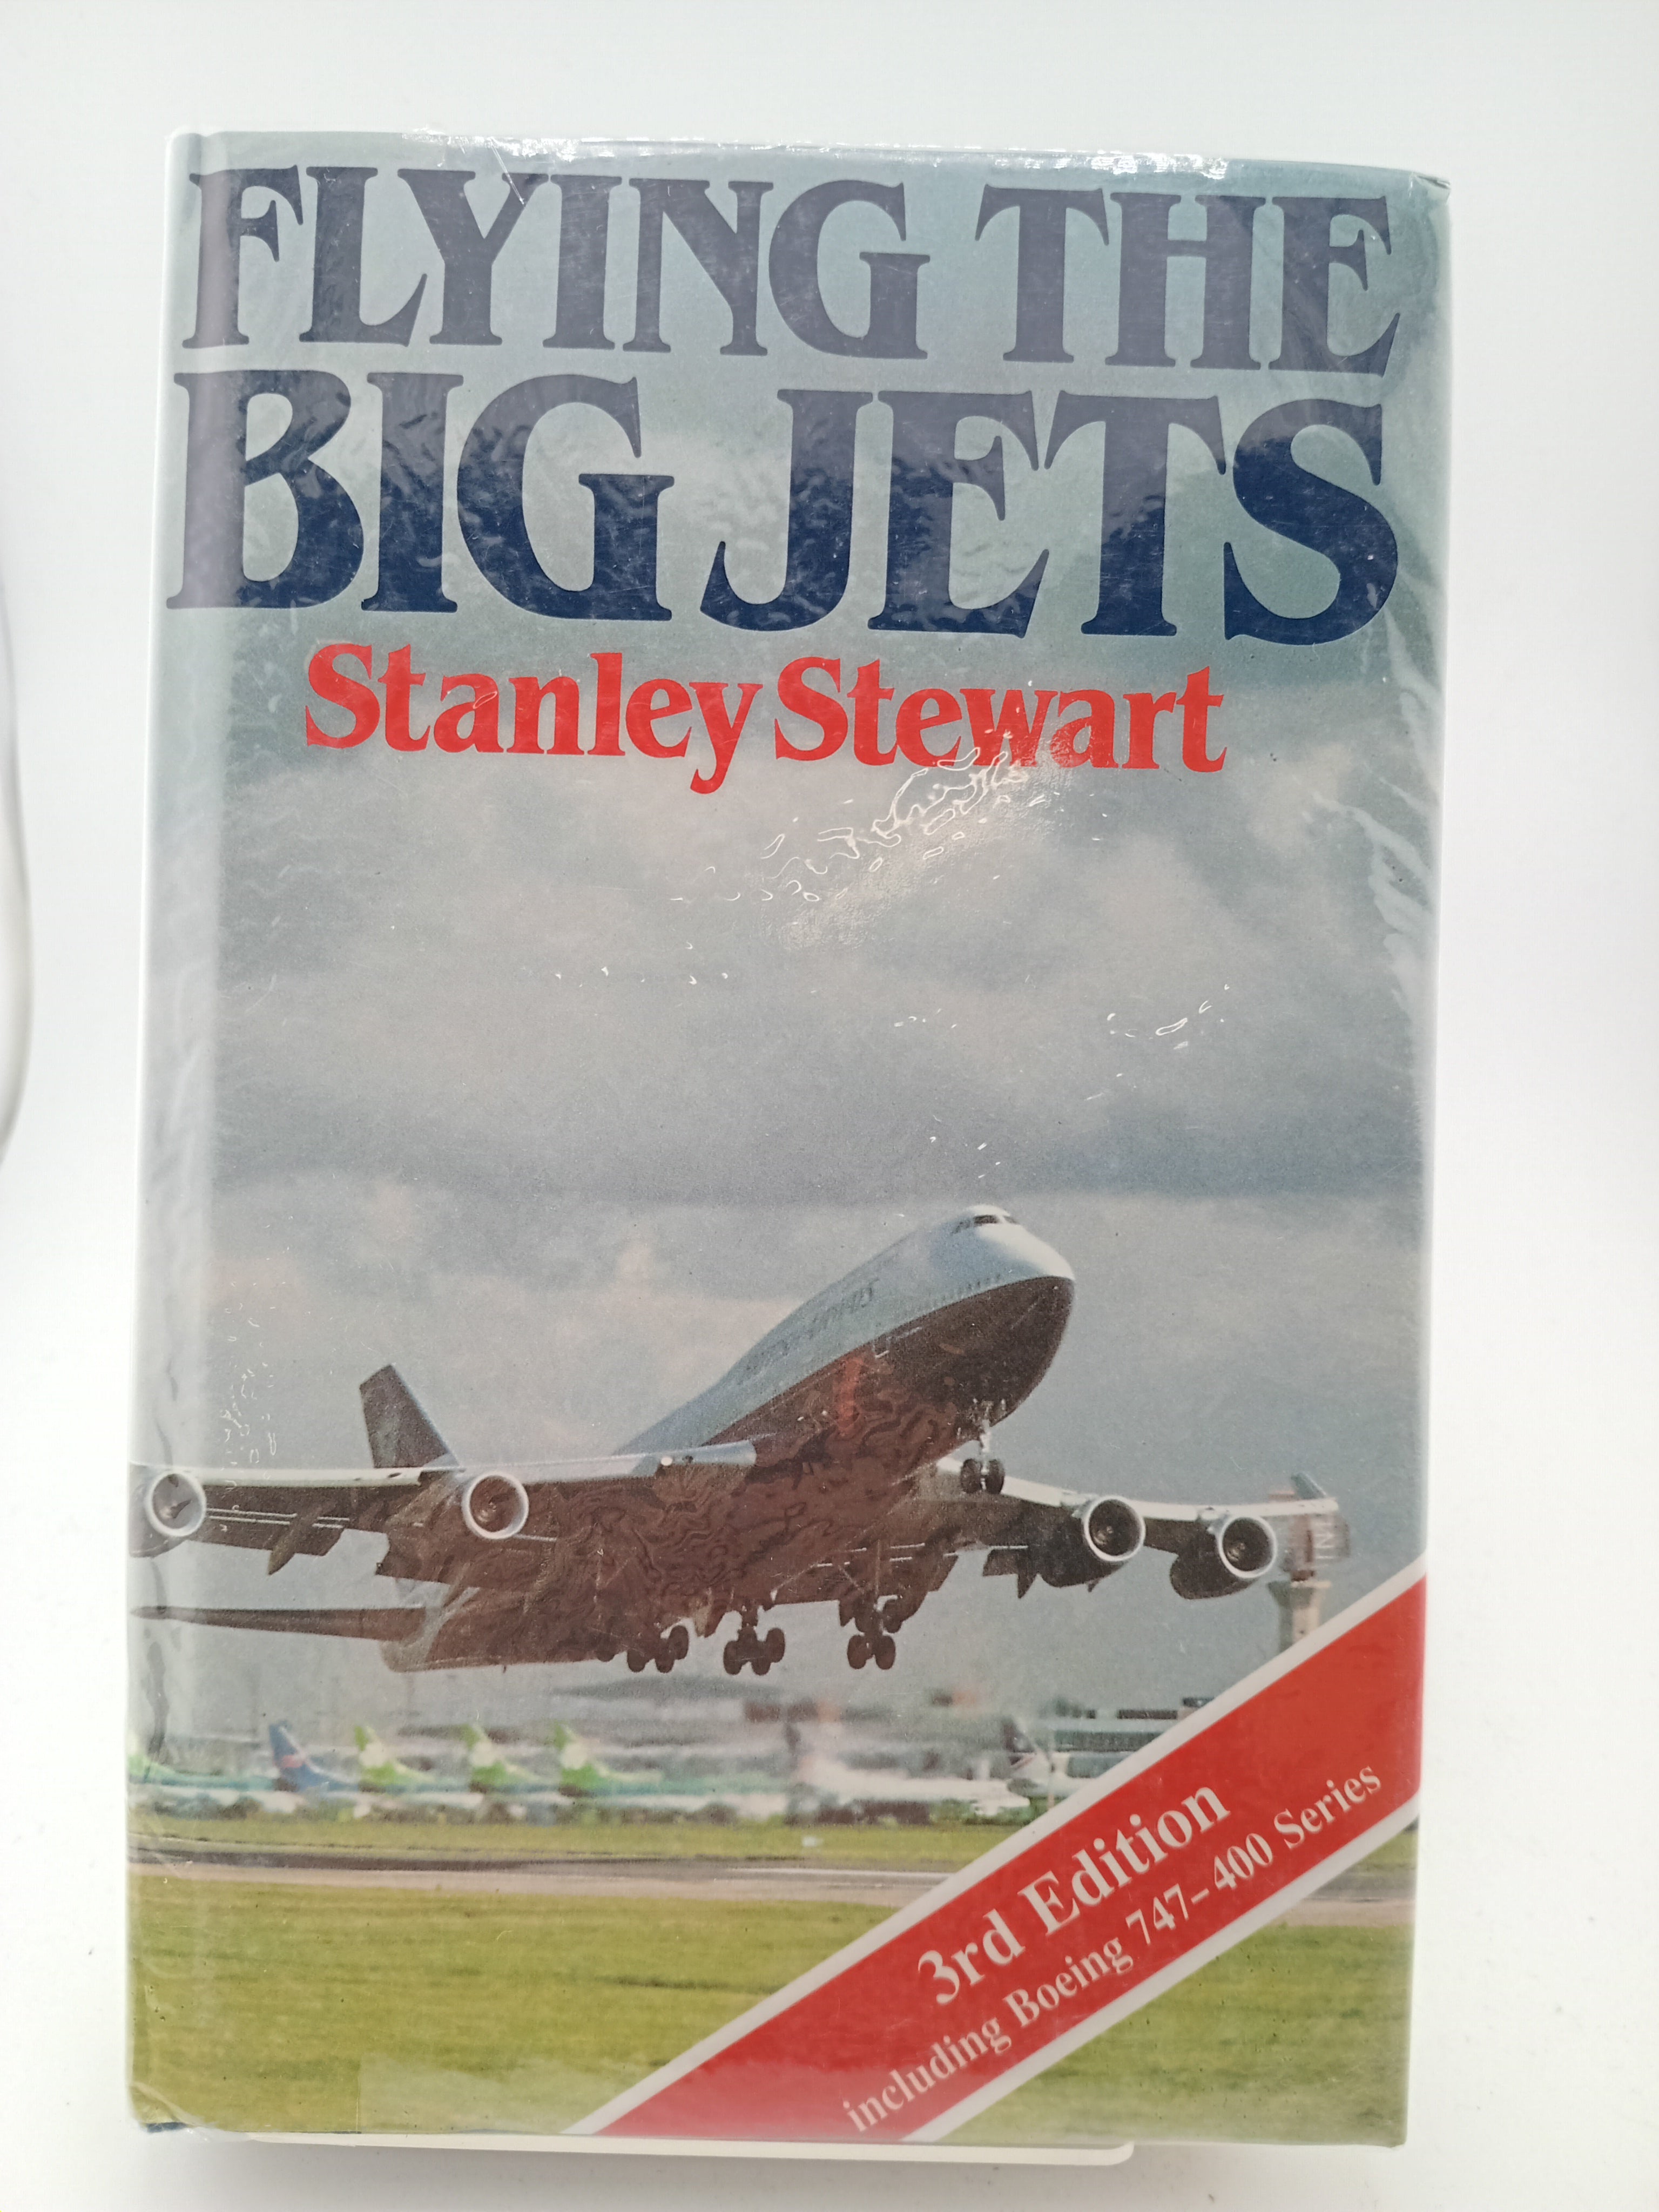 FLYING THE
BIG JETS
Stanley Stewart
3rd Edition
including Boeing 747-400 Series